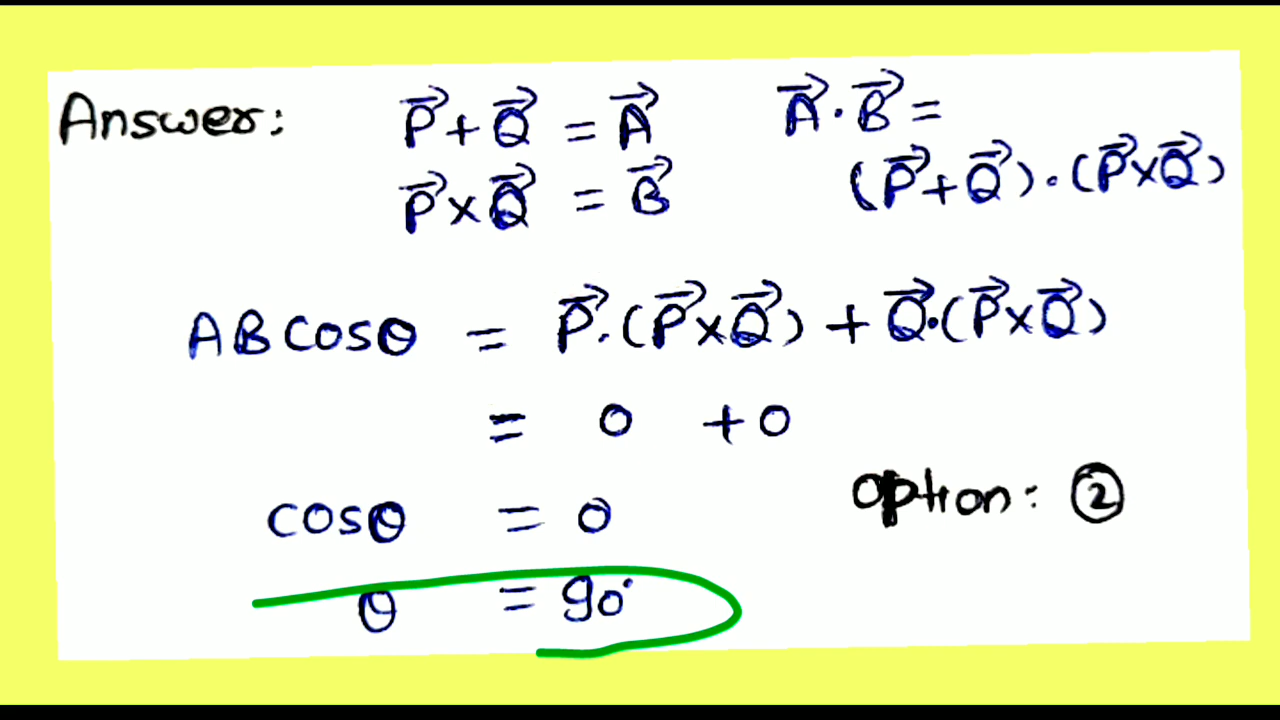 Answer: P⃗ + Q⃗ = A⃗ A⃗ · B⃗ =
P⃗ × Q⃗ = B⃗ (P⃗ + Q⃗) · (P⃗ × Q⃗)
AB cosθ = P⃗ · (P⃗ × Q⃗) + Q⃗ · (P⃗ × Q⃗)
= 0 + 0
cosθ = 0 option: ②
θ = 90°